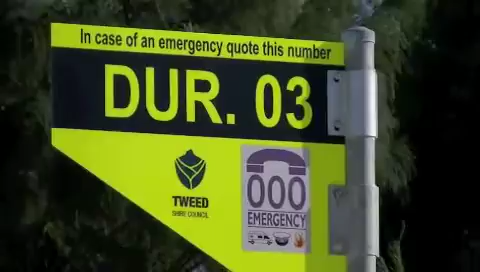 In case of an emergency quote this number
DUR. 03
TWEED
SHIRE COUNCIL
000
EMERGENCY